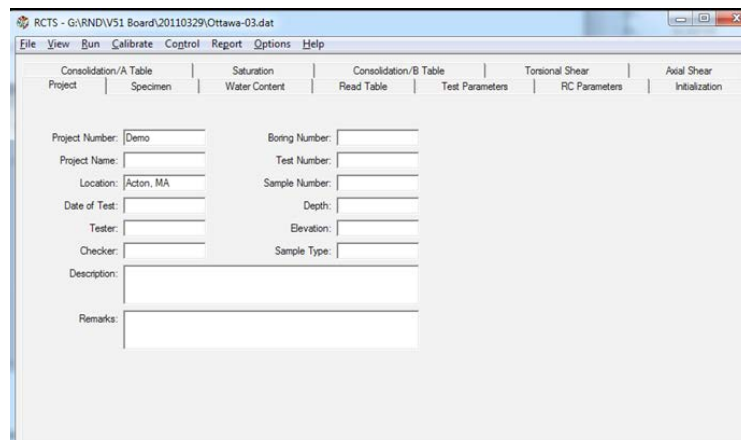 RCTS - G:\RND\V51 Board\20110329\Ottawa-03.dat
File View Run Calibrate Control Report Options Help
Consolidation/A Table Saturation Consolidation/B Table Torsional Shear Axial Shear
Project Specimen Water Content Read Table Test Parameters RC Parameters Initialization
Project Number: Demo Boring Number:
Project Name: Test Number:
Location: Acton, MA Sample Number:
Date of Test: Depth:
Tester: Elevation:
Checker: Sample Type:
Description:
Remarks: